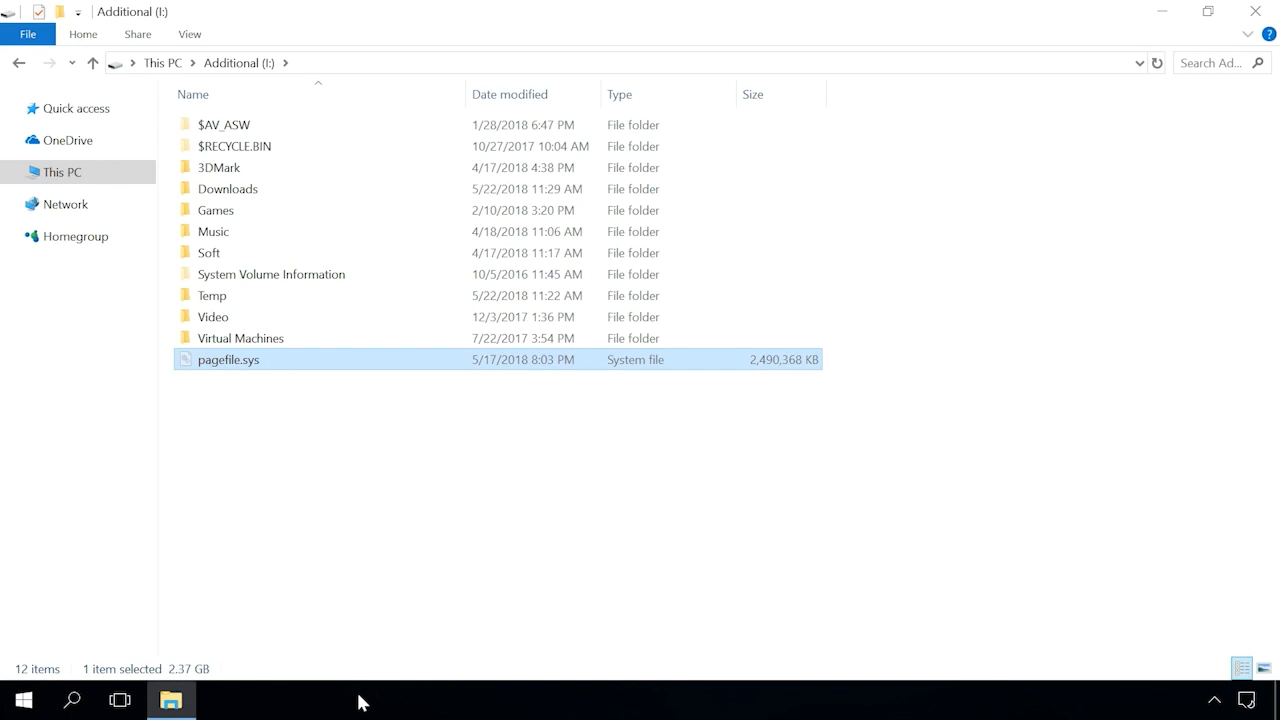 Additional (I:)
File Home Share View
This PC Additional (I:) Search Ad...
Name Date modified Type Size
Quick access
OneDrive
This PC
Network
Homegroup
$AV_ASW 1/28/2018 6:47 PM File folder
$RECYCLE.BIN 10/27/2017 10:04 AM File folder
3DMark 4/17/2018 4:38 PM File folder
Downloads 5/22/2018 11:29 AM File folder
Games 2/10/2018 3:20 PM File folder
Music 4/18/2018 11:06 AM File folder
Soft 4/17/2018 11:17 AM File folder
System Volume Information 10/5/2016 11:45 AM File folder
Temp 5/22/2018 11:22 AM File folder
Video 12/3/2017 1:36 PM File folder
Virtual Machines 7/22/2017 3:54 PM File folder
pagefile.sys 5/17/2018 8:03 PM System file 2,490,368 KB
12 items 1 item selected 2.37 GB